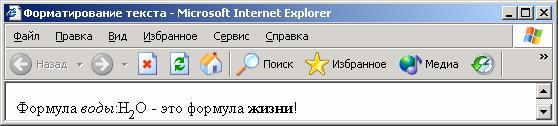 Форматирование текста - Microsoft Internet Explorer
Файл Правка Вид Избранное Сервис Справка
Назад Поиск Избранное Медиа
Формула воды:H₂O - это формула жизни!